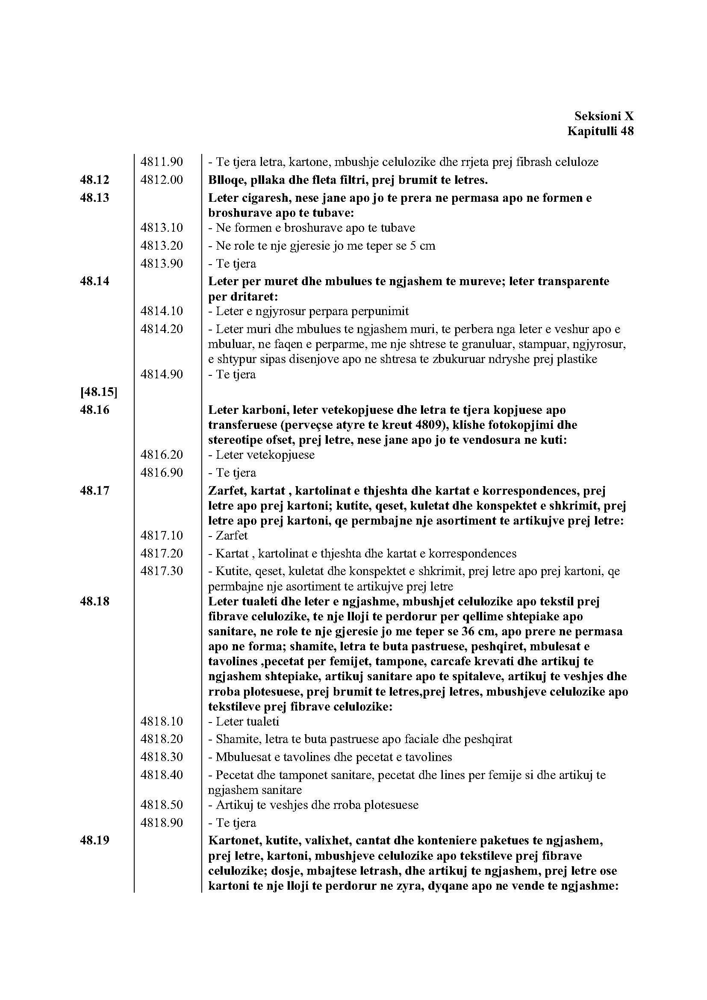 Seksioni X
Kapitulli 48
4811.90 - Te tjera letra, kartone, mbushje celulozike dhe rrjeta prej fibrash celuloze
48.12 4812.00 Blloqe, pllaka dhe fleta filtri, prej brumit te letres.
48.13 Leter cigaresh, nese jane apo jo te prera ne permasa apo ne formen e
broshurave apo te tubave:
4813.10 - Ne formen e broshurave apo te tubave
4813.20 - Ne role te nje gjeresie jo me teper se 5 cm
4813.90 - Te tjera
48.14 Leter per muret dhe mbulues te ngjashem te mureve; leter transparente
per dritaret:
4814.10 - Leter e ngjyrosur perpara perpunimit
4814.20 - Leter muri dhe mbulues te ngjashem muri, te perbera nga leter e veshur apo e
mbuluar, ne faqen e perparme, me nje shtrese te granuluar, stampuar, ngjyrosur,
e shtypur sipas disenjove apo ne shtresa te zbukuruar ndryshe prej plastike
4814.90 - Te tjera
[48.15]
48.16 Leter karboni, leter vetekopjuese dhe letra te tjera kopjuese apo
transferuese (perveçse atyre te kreut 4809), klishe fotokopjimi dhe
stereotipe ofset, prej letre, nese jane apo jo te vendosura ne kuti:
4816.20 - Leter vetekopjuese
4816.90 - Te tjera
48.17 Zarfet, kartat , kartolinat e thjeshta dhe kartat e korrespondences, prej
letre apo prej kartoni; kutite, qeset, kuletat dhe konspektet e shkrimit, prej
letre apo prej kartoni, qe permbajne nje asortiment te artikujve prej letre:
4817.10 - Zarfet
4817.20 - Kartat , kartolinat e thjeshta dhe kartat e korrespondences
4817.30 - Kutite, qeset, kuletat dhe konspektet e shkrimit, prej letre apo prej kartoni, qe
permbajne nje asortiment te artikujve prej letre
48.18 Leter tualeti dhe leter e ngjashme, mbushjet celulozike apo tekstil prej
fibrave celulozike, te nje lloji te perdorur per qellime shtepiake apo
sanitare, ne role te nje gjeresie jo me teper se 36 cm, apo prere ne permasa
apo ne forma; shamite, letra te buta pastruese, peshqiret, mbulesat e
tavolines ,pecetat per femijet, tampone, carcafe krevati dhe artikuj te
ngjashem shtepiake, artikuj sanitare apo te spitaleve, artikuj te veshjes dhe
rroba plotesuese, prej brumit te letres,prej letres, mbushjeve celulozike apo
tekstileve prej fibrave celulozike:
4818.10 - Leter tualeti
4818.20 - Shamite, letra te buta pastruese apo faciale dhe peshqirat
4818.30 - Mbuluesat e tavolines dhe pecetat e tavolines
4818.40 - Pecetat dhe tamponet sanitare, pecetat dhe lines per femije si dhe artikuj te
ngjashem sanitare
4818.50 - Artikuj te veshjes dhe rroba plotesuese
4818.90 - Te tjera
48.19 Kartonet, kutite, valixhet, cantat dhe konteniere paketues te ngjashem,
prej letre, kartoni, mbushjeve celulozike apo tekstileve prej fibrave
celulozike; dosje, mbajtese letrash, dhe artikuj te ngjashem, prej letre ose
kartoni te nje lloji te perdorur ne zyra, dyqane apo ne vende te ngjashme: